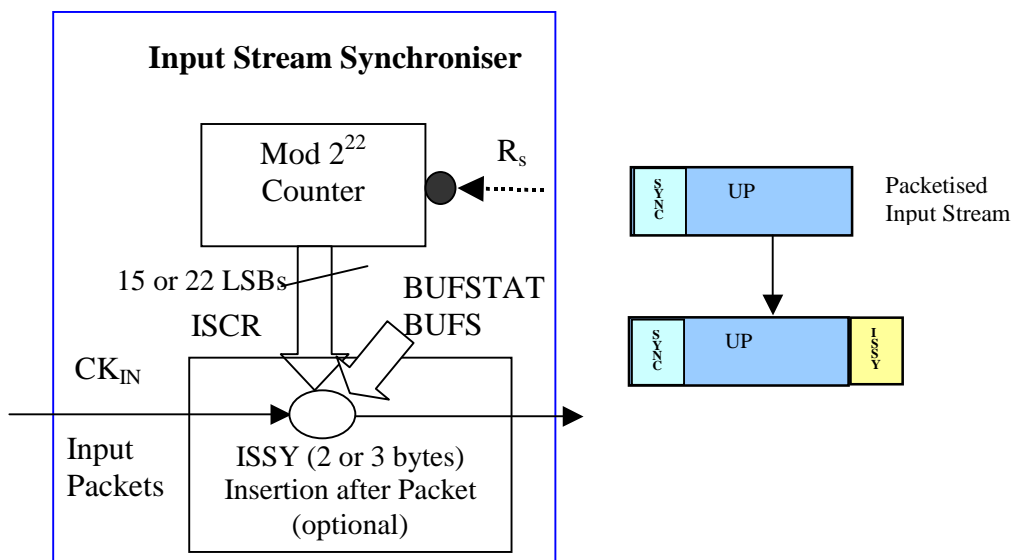 Input Stream Synchroniser
Mod 2²²
Counter
Rₛ
15 or 22 LSBs
ISCR
BUFSTAT
BUFS
CK_IN
Input
Packets
ISSY (2 or 3 bytes)
Insertion after Packet
(optional)
SYNC
UP
Packetised
Input Stream
SYNC
UP
ISSY